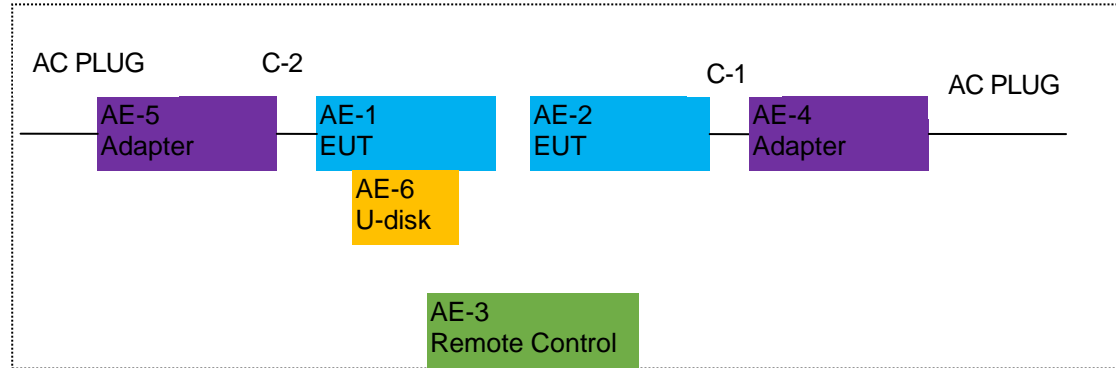 AC PLUG
C-2
C-1
AC PLUG
AE-5
Adapter
AE-1
EUT
AE-2
EUT
AE-4
Adapter
AE-6
U-disk
AE-3
Remote Control